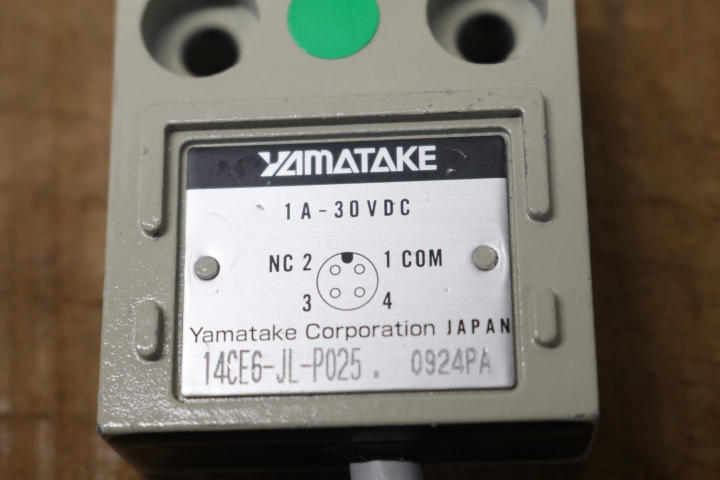 YAMATAKE
1A-30VDC
NC 2 1 COM
3 4
Yamatake Corporation JAPAN
14CE6-JL-P025. 0924PA